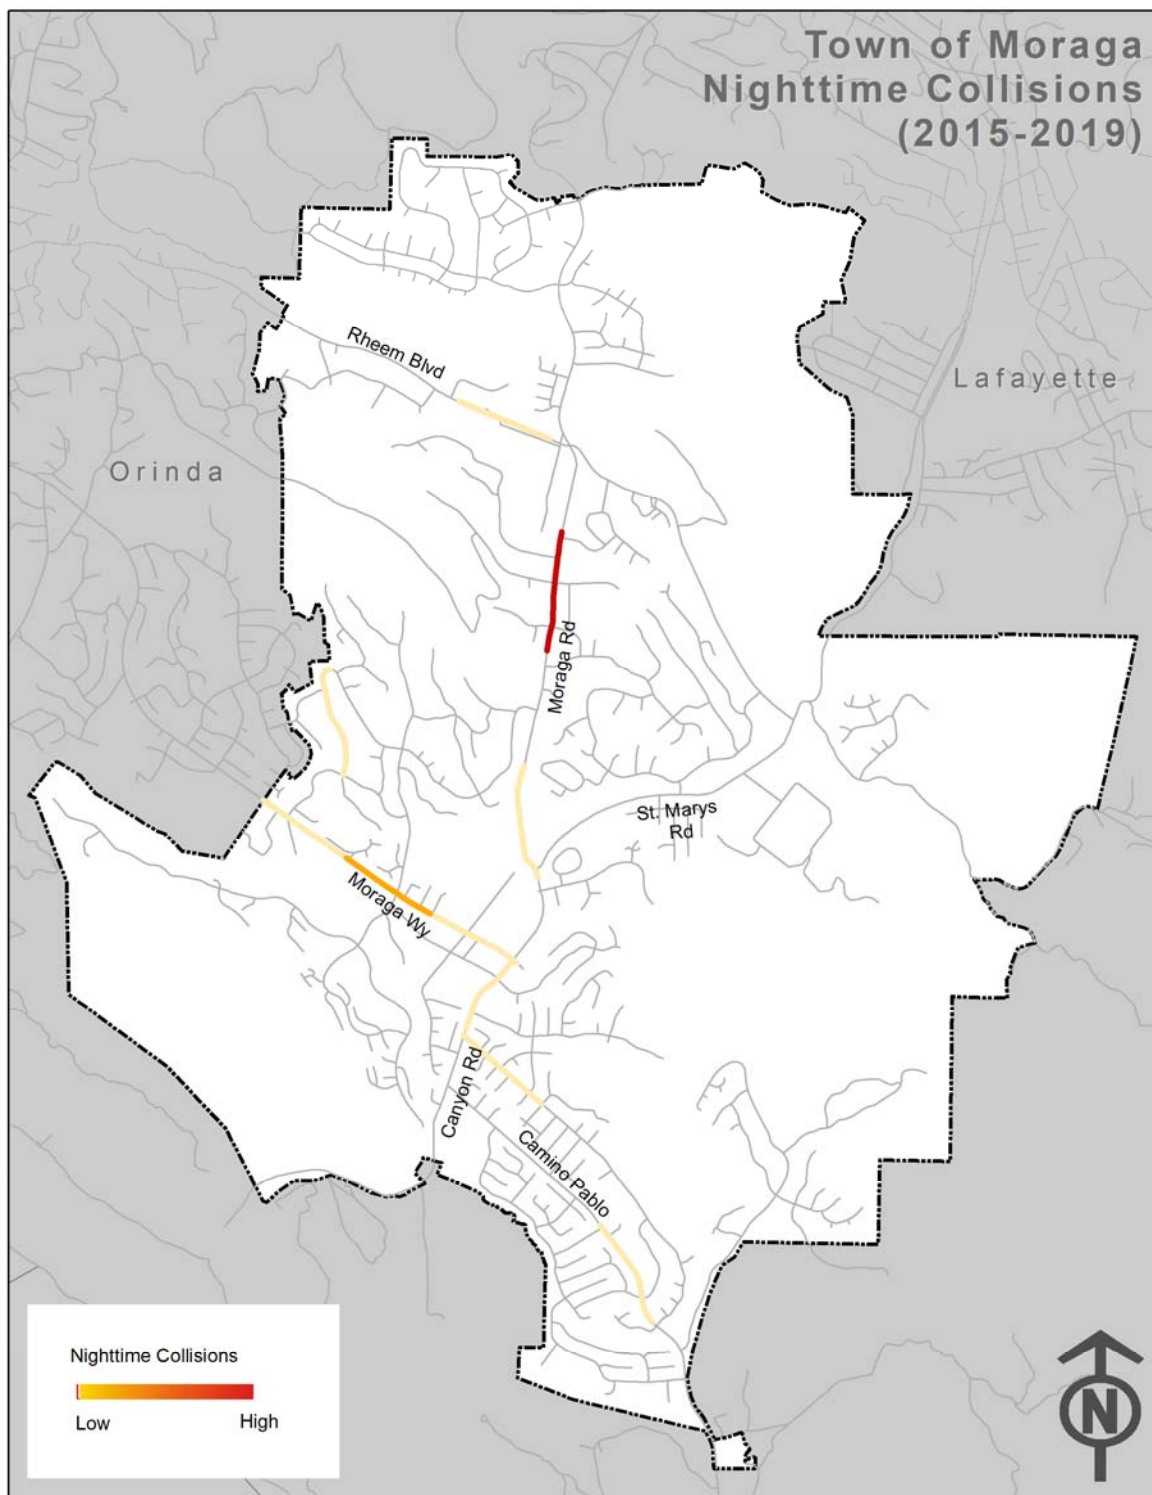 Town of Moraga
Nighttime Collisions
(2015-2019)
Rheem Blvd
Lafayette
Orinda
Moraga Rd
St. Marys
Rd
Moraga Wy
Canyon Rd
Camino Pablo
Nighttime Collisions
Low High
N